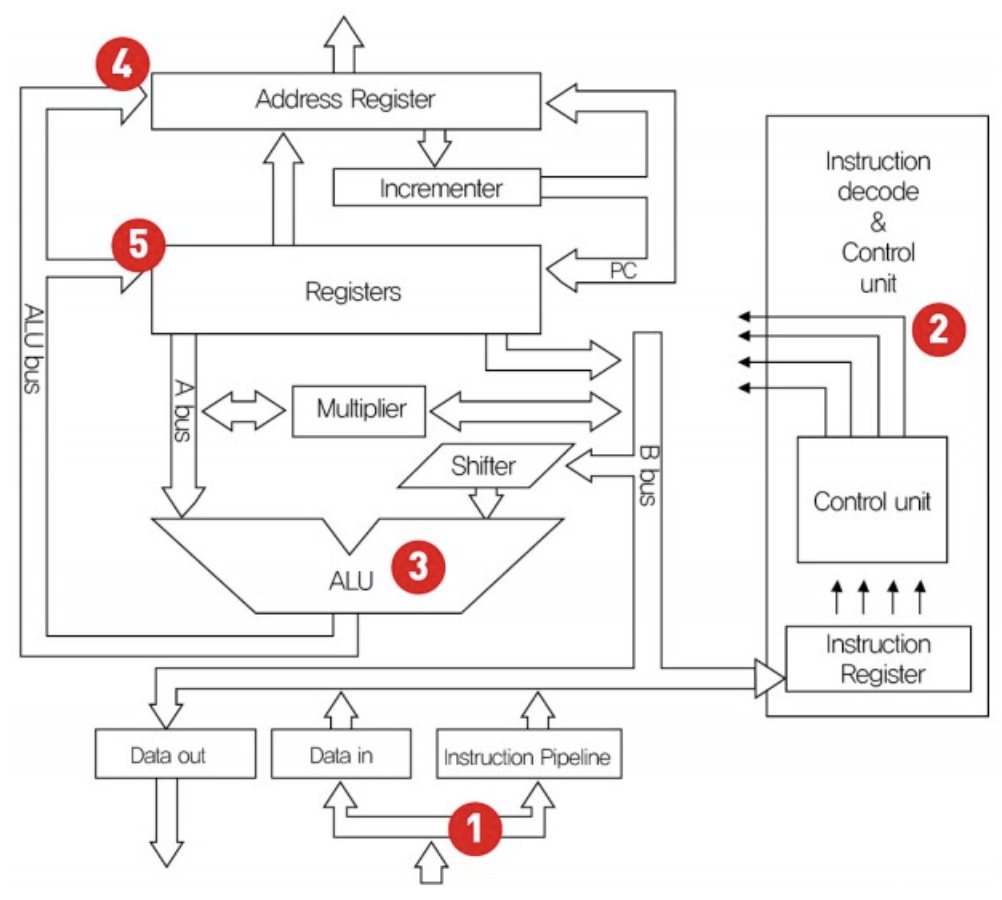 4
Address Register
Incrementer
5
Registers
PC
ALU bus
A bus
Multiplier
Shifter
B bus
ALU
3
Instruction
decode
&
Control
unit
2
Control unit
Instruction
Register
Data out
Data in
Instruction Pipeline
1